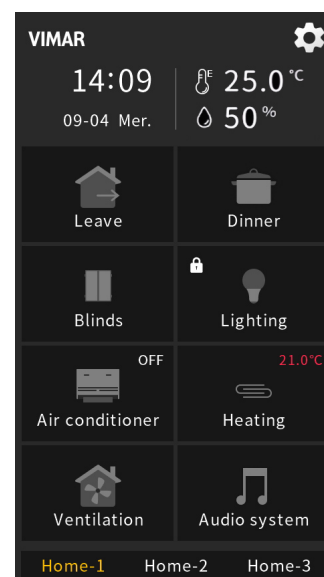 VIMAR
14:09
09-04 Mer.
E 25.0 °C
50 %
Leave
Dinner
Blinds
Lighting
OFF
Air conditioner
21.0°C
Heating
Ventilation
Audio system
Home-1 Home-2 Home-3